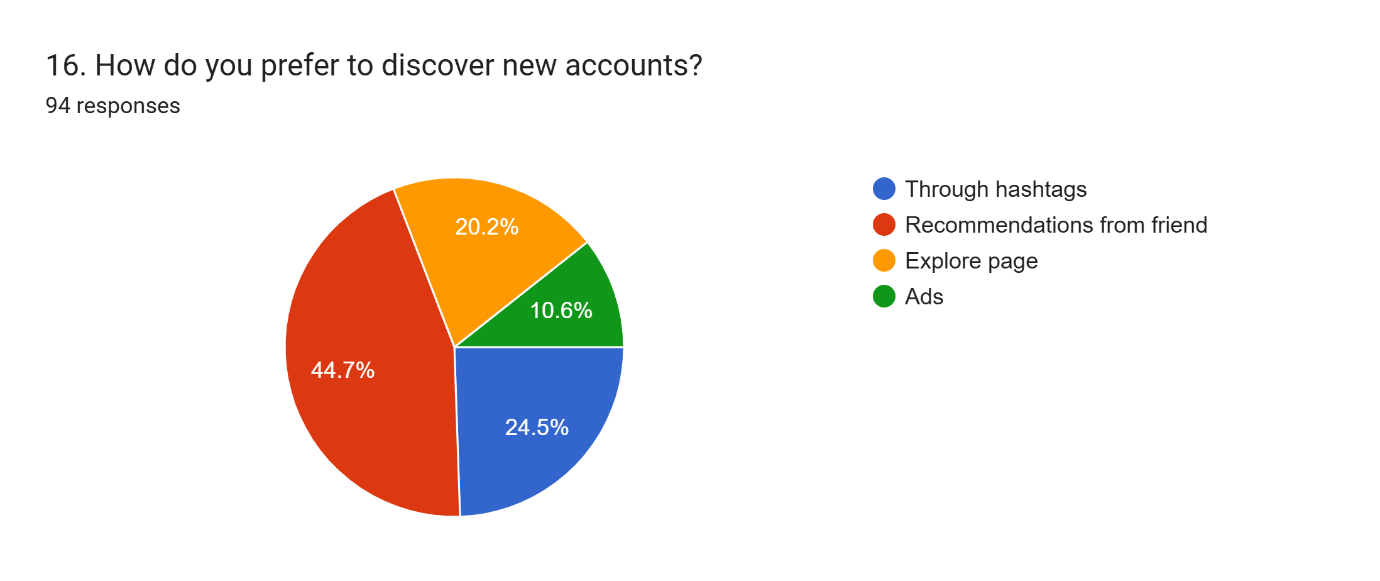 16. How do you prefer to discover new accounts?
94 responses
20.2%
10.6%
44.7%
24.5%
Through hashtags
Recommendations from friend
Explore page
Ads